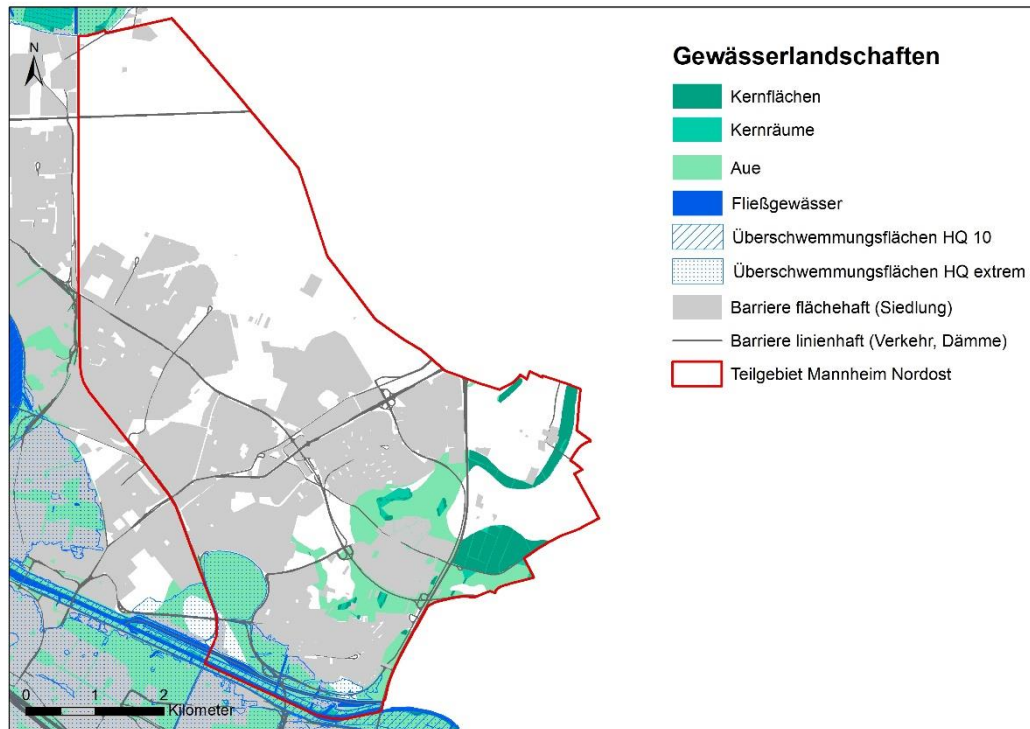 N
Gewässerlandschaften
Kernflächen
Kernräume
Aue
Fließgewässer
Überschwemmungsflächen HQ 10
Überschwemmungsflächen HQ extrem
Barriere flächehaft (Siedlung)
Barriere linienhaft (Verkehr, Dämme)
Teilgebiet Mannheim Nordost
0 1 2
Kilometer